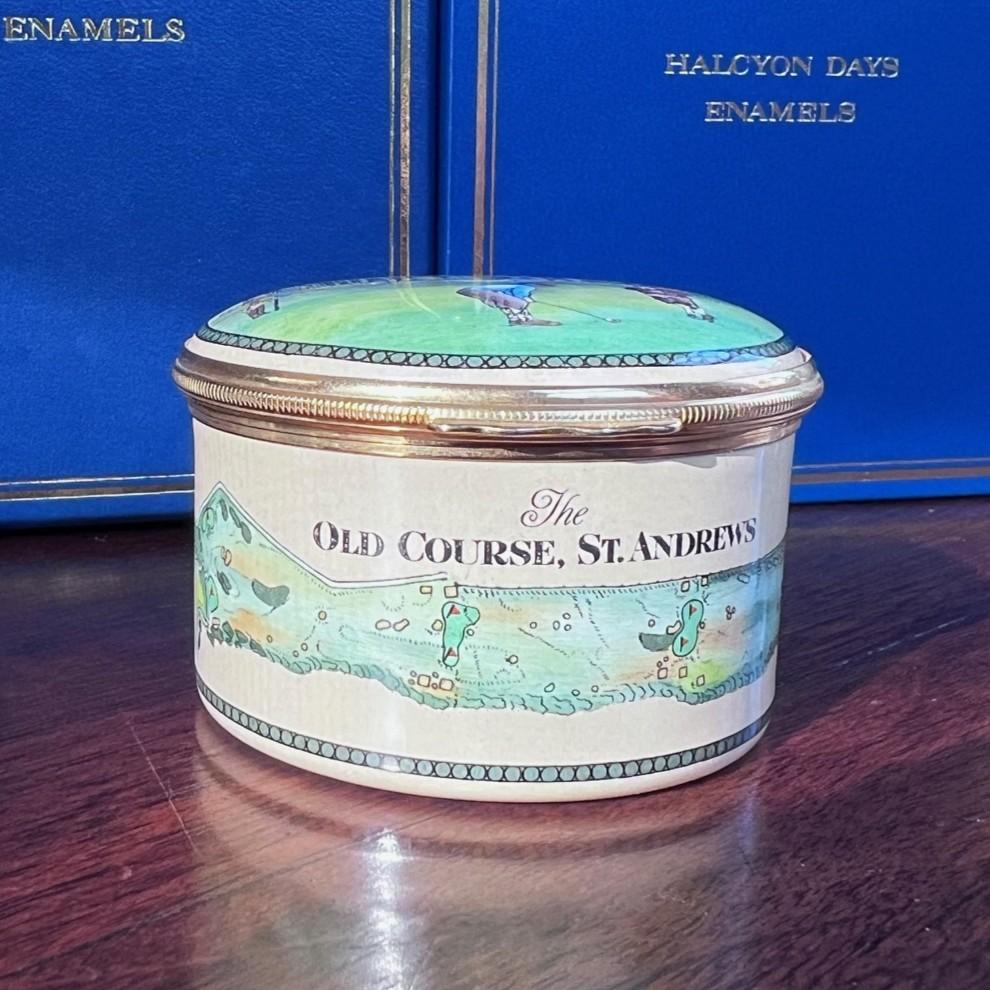 ENAMELS
HALCYON DAYS
ENAMELS
The
OLD COURSE, ST. ANDREWS